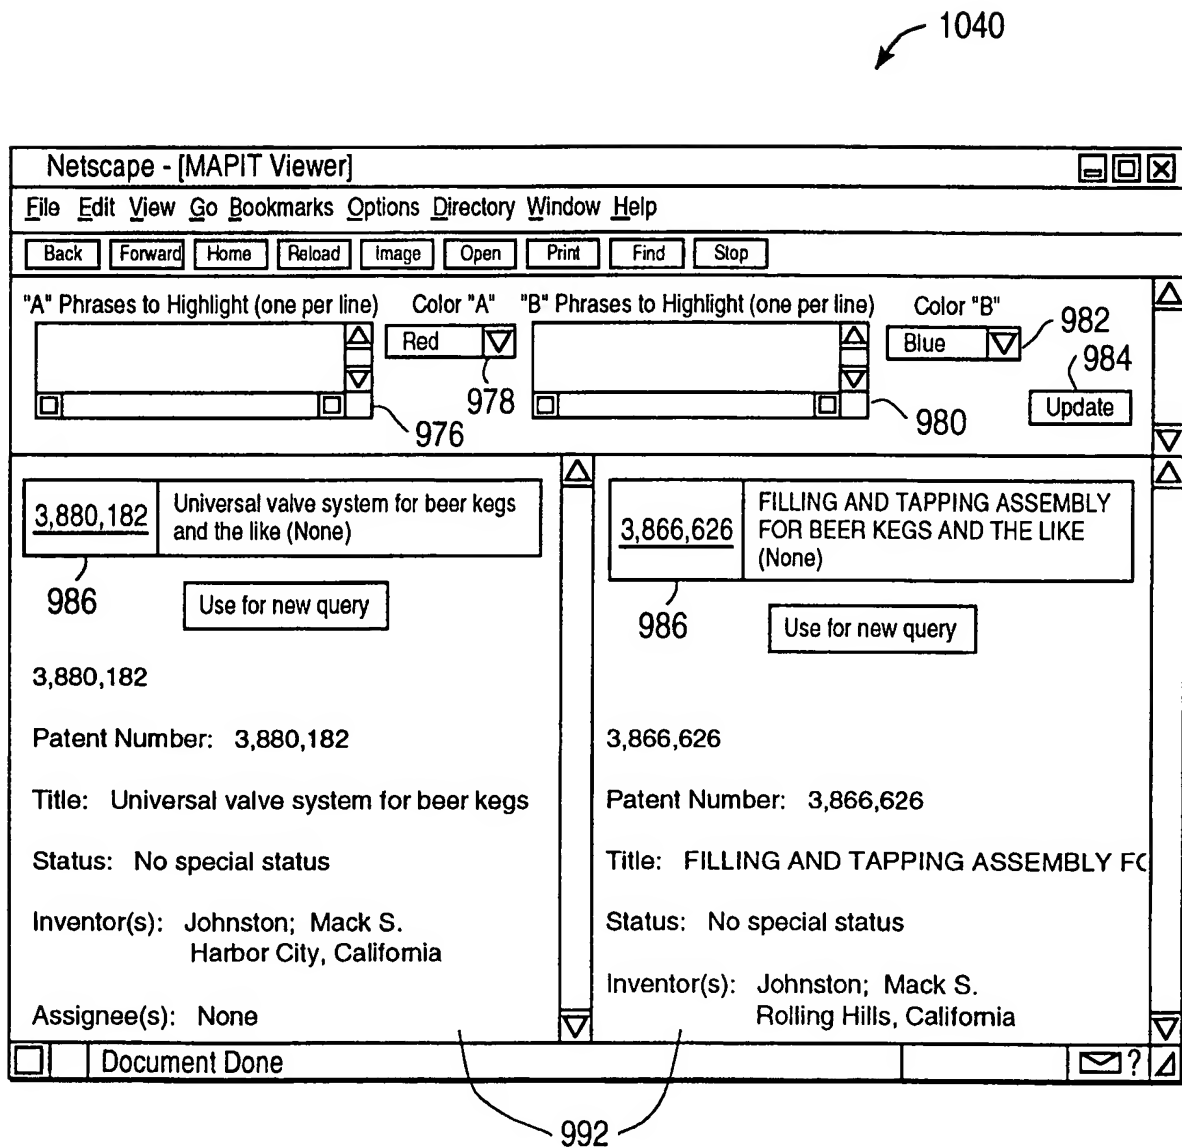 1040
Netscape - [MAPIT Viewer]
File Edit View Go Bookmarks Options Directory Window Help
Back Forward Home Reload Image Open Print Find Stop
"A" Phrases to Highlight (one per line) Color "A" "B" Phrases to Highlight (one per line) Color "B"
Red Blue 982
984
978 Update
976 980
3,880,182 Universal valve system for beer kegs
and the like (None)
986
Use for new query
3,880,182
Patent Number: 3,880,182
Title: Universal valve system for beer kegs
Status: No special status
Inventor(s): Johnston; Mack S.
Harbor City, California
Assignee(s): None
3,866,626 FILLING AND TAPPING ASSEMBLY
FOR BEER KEGS AND THE LIKE
(None)
986
Use for new query
3,866,626
Patent Number: 3,866,626
Title: FILLING AND TAPPING ASSEMBLY FO
Status: No special status
Inventor(s): Johnston; Mack S.
Rolling Hills, California
Document Done ?
992